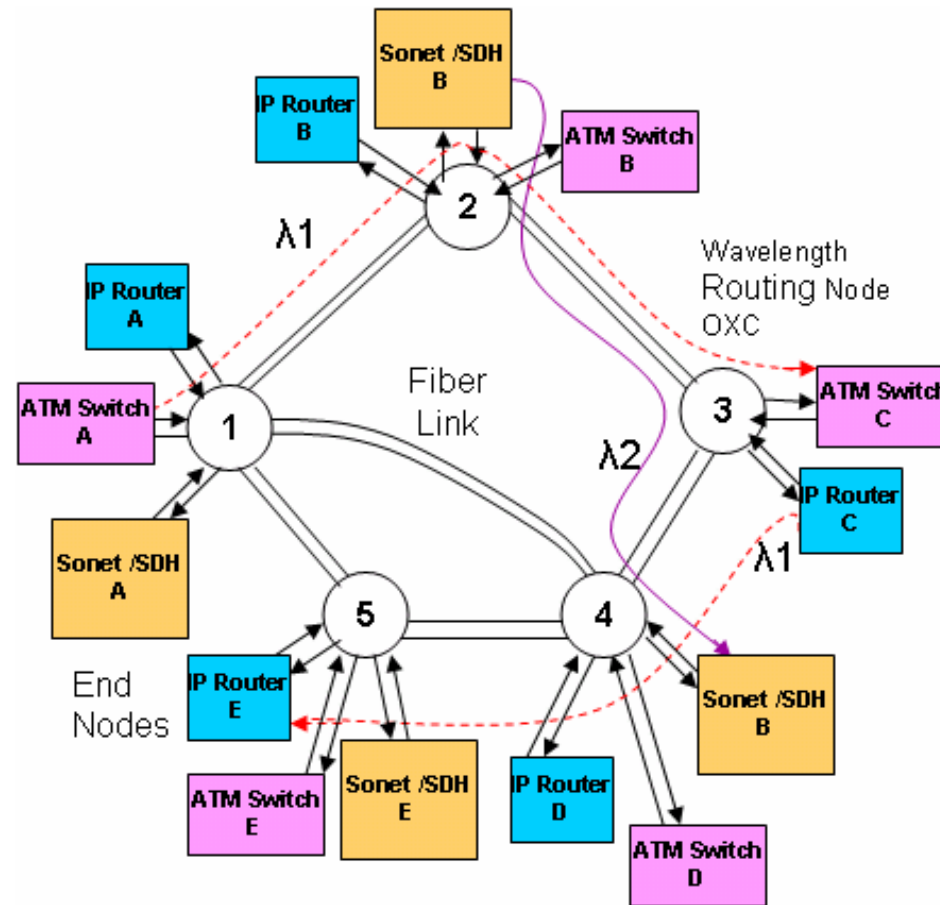 Sonet /SDH
B
IP Router
B
ATM Switch
B
2
λ1
Wavelength
Routing Node
OXC
IP Router
A
Fiber
Link
ATM Switch
A
1
3
ATM Switch
C
λ2
IP Router
C
λ1
Sonet /SDH
A
5
4
End
Nodes
IP Router
E
Sonet /SDH
B
ATM Switch
E
Sonet /SDH
E
IP Router
D
ATM Switch
D